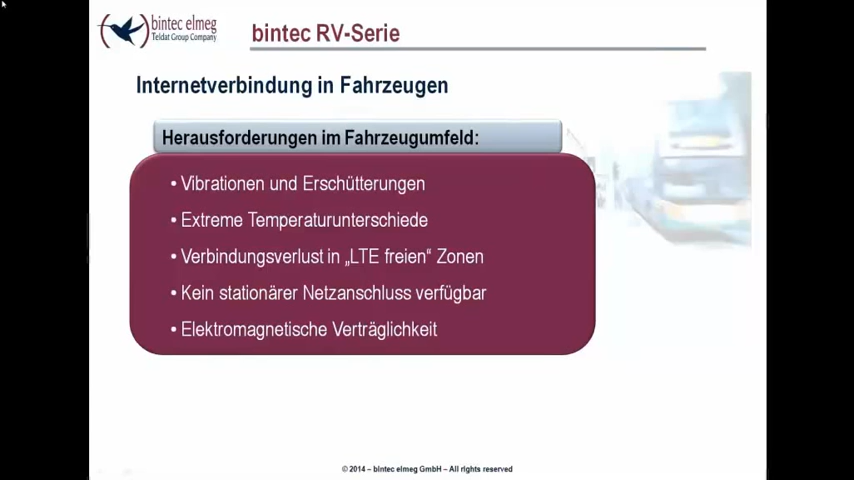 bintec elmeg
Teldat Group Company
bintec RV-Serie
Internetverbindung in Fahrzeugen
Herausforderungen im Fahrzeugumfeld:
• Vibrationen und Erschütterungen
• Extreme Temperaturunterschiede
• Verbindungsverlust in „LTE freien“ Zonen
• Kein stationärer Netzanschluss verfügbar
• Elektromagnetische Verträglichkeit
© 2014 – bintec elmeg GmbH – All rights reserved